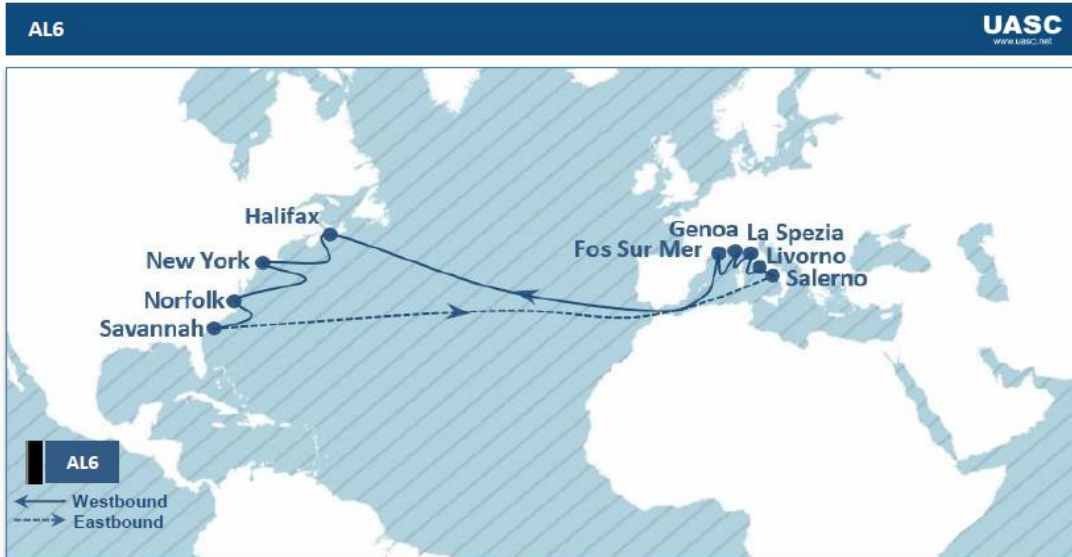 AL6
UASC
www.uasc.net
Halifax
New York
Norfolk
Savannah
Genoa
La Spezia
Fos Sur Mer
Livorno
Salerno
AL6
Westbound
Eastbound